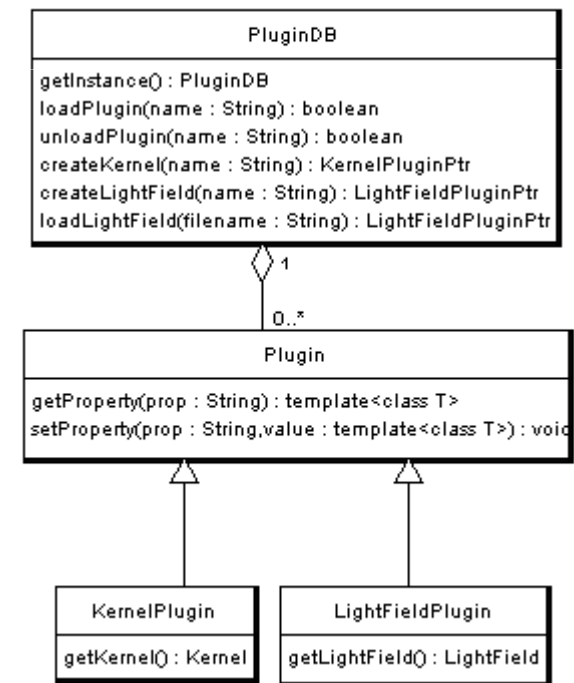 PluginDB
getInstance() : PluginDB
loadPlugin(name : String) : boolean
unloadPlugin(name : String) : boolean
createKernel(name : String) : KernelPluginPtr
createLightField(name : String) : LightFieldPluginPtr
loadLightField(filename : String) : LightFieldPluginPtr
1
0..*
Plugin
getProperty(prop : String) : template<class T>
setProperty(prop : String,value : template<class T>) : void
KernelPlugin
LightFieldPlugin
getKernel() : Kernel
getLightField() : LightField